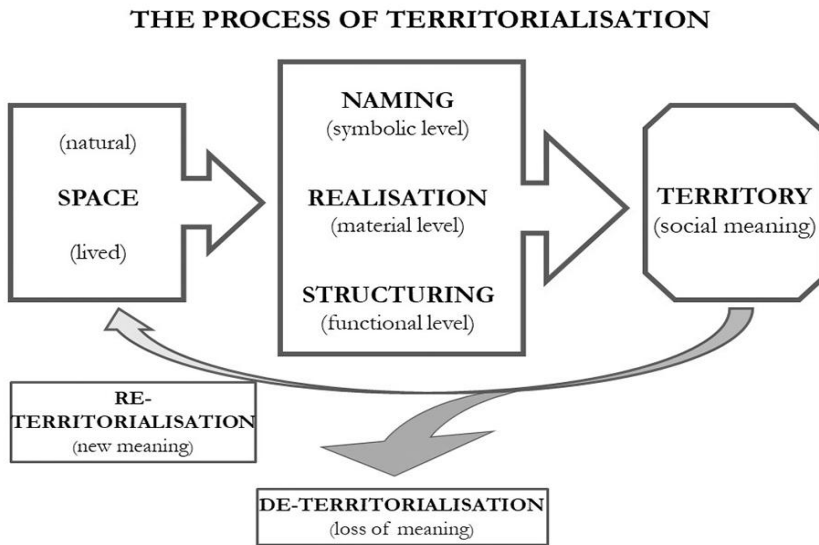 THE PROCESS OF TERRITORIALISATION
(natural)
SPACE
(lived)
NAMING
(symbolic level)
REALISATION
(material level)
STRUCTURING
(functional level)
TERRITORY
(social meaning)
RE-
TERRITORIALISATION
(new meaning)
DE-TERRITORIALISATION
(loss of meaning)